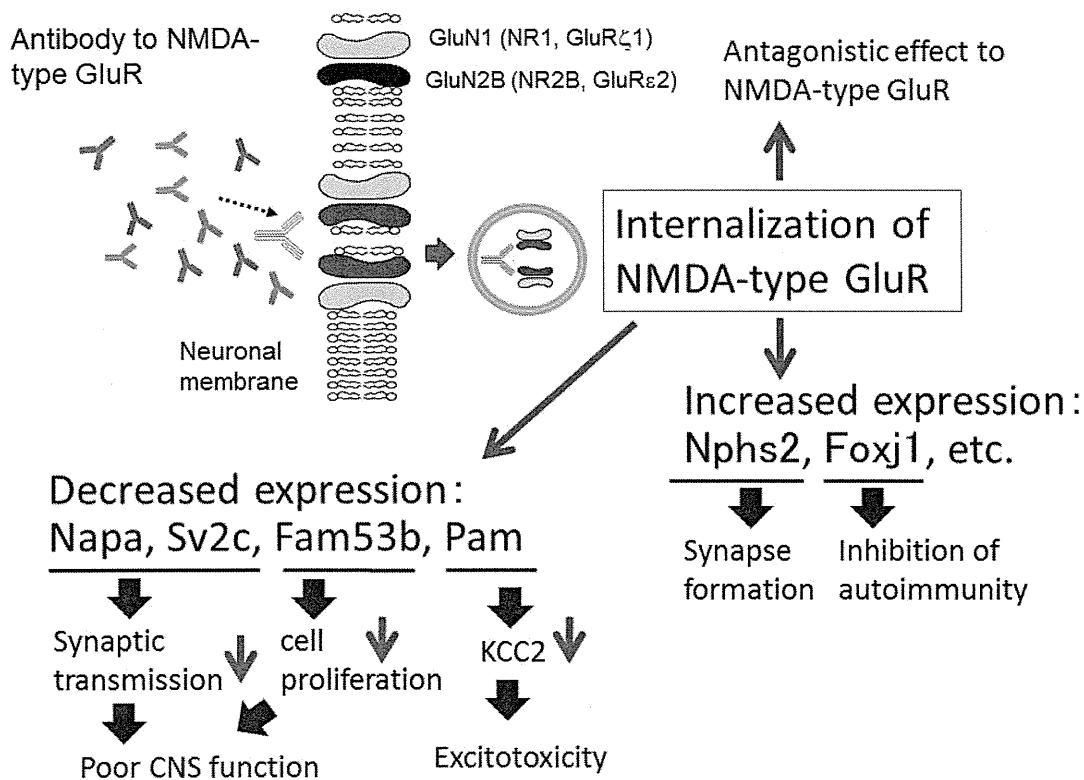 Antibody to NMDA-
type GluR
GluN1 (NR1, GluRζ1)
GluN2B (NR2B, GluRε2)
Antagonistic effect to
NMDA-type GluR
Internalization of
NMDA-type GluR
Neuronal
membrane
Increased expression:
Nphs2, Foxj1, etc.
Synapse
formation
Inhibition of
autoimmunity
Decreased expression:
Napa, Sv2c, Fam53b, Pam
Synaptic
transmission
cell
proliferation
KCC2
Poor CNS function
Excitotoxicity